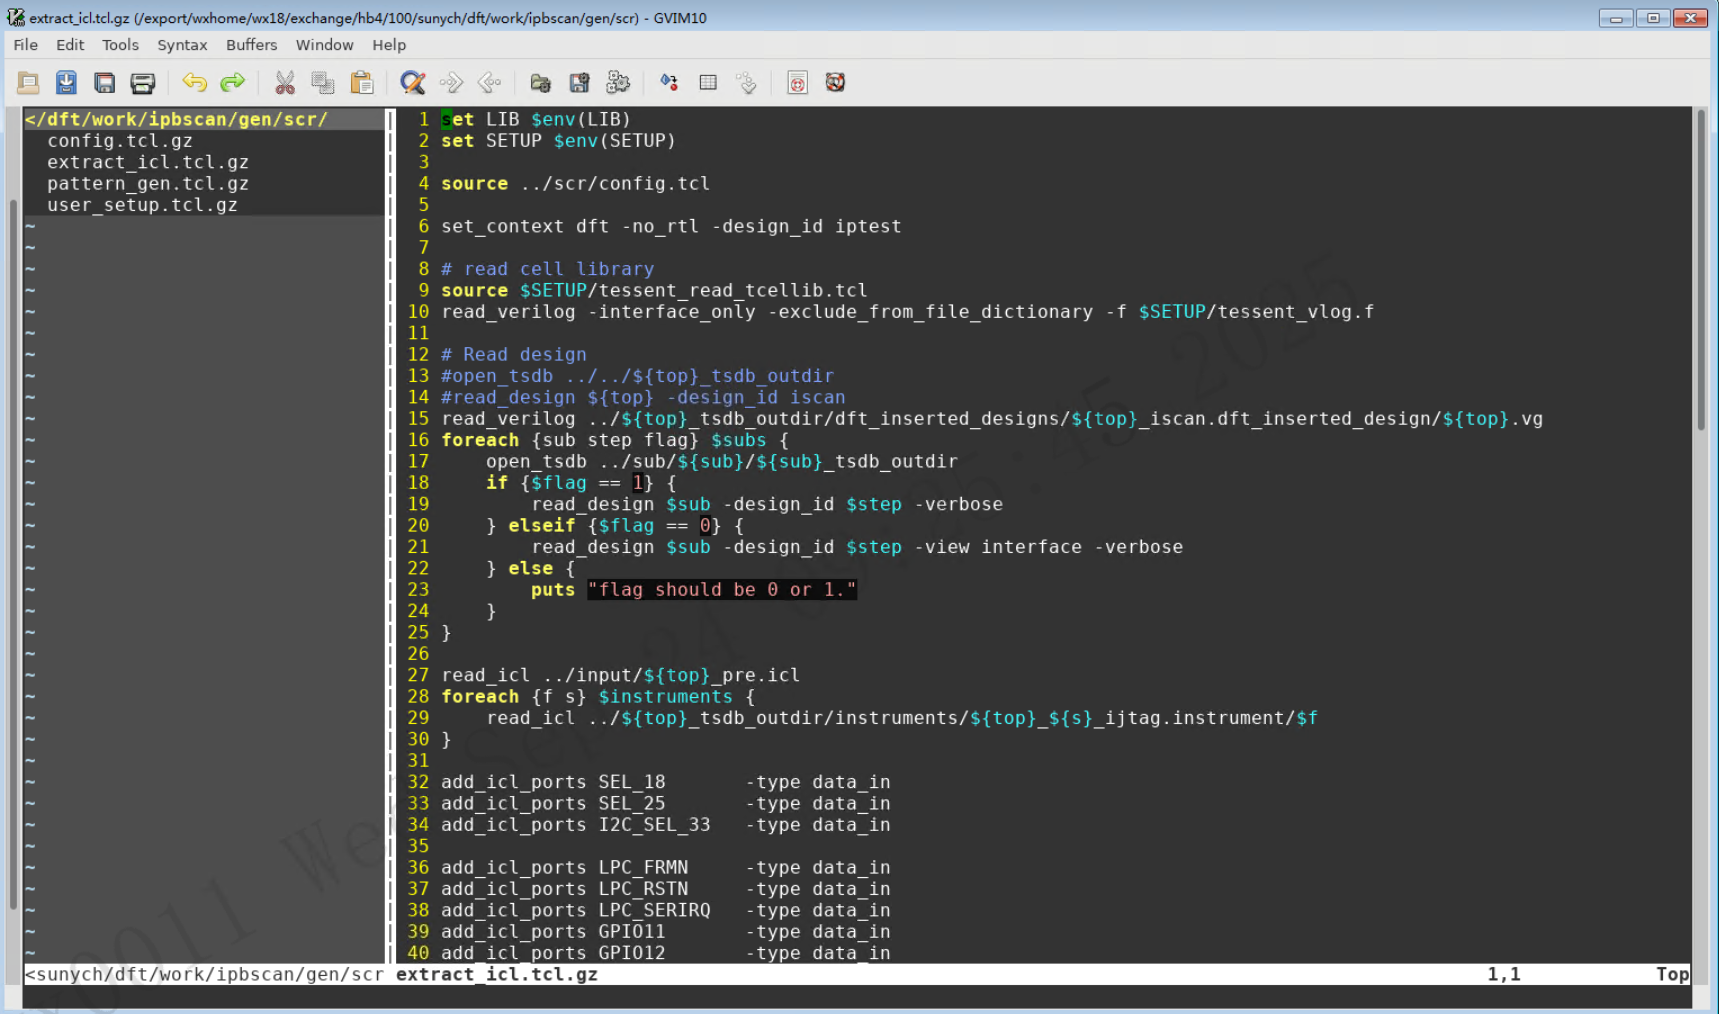 extract_icl.tcl.gz (/export/wxhome/wx18/exchange/hb4/100/sunych/dft/work/ipbscan/gen/scr) - GVIM10
File Edit Tools Syntax Buffers Window Help
</dft/work/ipbscan/gen/scr/
config.tcl.gz
extract_icl.tcl.gz
pattern_gen.tcl.gz
user_setup.tcl.gz
1 set LIB $env(LIB)
2 set SETUP $env(SETUP)
3
4 source ../scr/config.tcl
5
6 set_context dft -no_rtl -design_id iptest
7
8 # read cell library
9 source $SETUP/tessent_read_tcellib.tcl
10 read_verilog -interface_only -exclude_from_file_dictionary -f $SETUP/tessent_vlog.f
11
12 # Read design
13 #open_tsdb ../../${top}_tsdb_outdir
14 #read_design ${top} -design_id iscan
15 read_verilog ../${top}_tsdb_outdir/dft_inserted_designs/${top}_iscan.dft_inserted_design/${top}.vg
16 foreach {sub step flag} $subs {
17     open_tsdb ../sub/${sub}/${sub}_tsdb_outdir
18     if {$flag == 1} {
19         read_design $sub -design_id $step -verbose
20     } elseif {$flag == 0} {
21         read_design $sub -design_id $step -view interface -verbose
22     } else {
23         puts "flag should be 0 or 1."
24     }
25 }
26
27 read_icl ../input/${top}_pre.icl
28 foreach {f s} $instruments {
29     read_icl ../${top}_tsdb_outdir/instruments/${top}_${s}_ijtag.instrument/$f
30 }
31
32 add_icl_ports SEL_18       -type data_in
33 add_icl_ports SEL_25       -type data_in
34 add_icl_ports I2C_SEL_33   -type data_in
35
36 add_icl_ports LPC_FRMN     -type data_in
37 add_icl_ports LPC_RSTN     -type data_in
38 add_icl_ports LPC_SERIRQ   -type data_in
39 add_icl_ports GPIO11       -type data_in
40 add_icl_ports GPIO12       -type data_in
<sunych/dft/work/ipbscan/gen/scr extract_icl.tcl.gz 1,1 Top